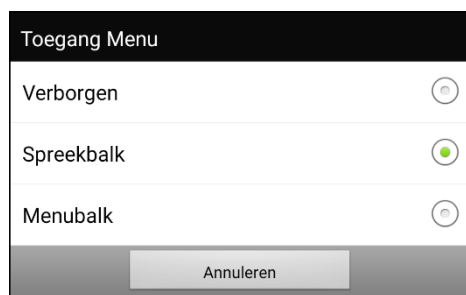 Toegang Menu
Verborgen
Spreekbalk
Menubalk
Annuleren